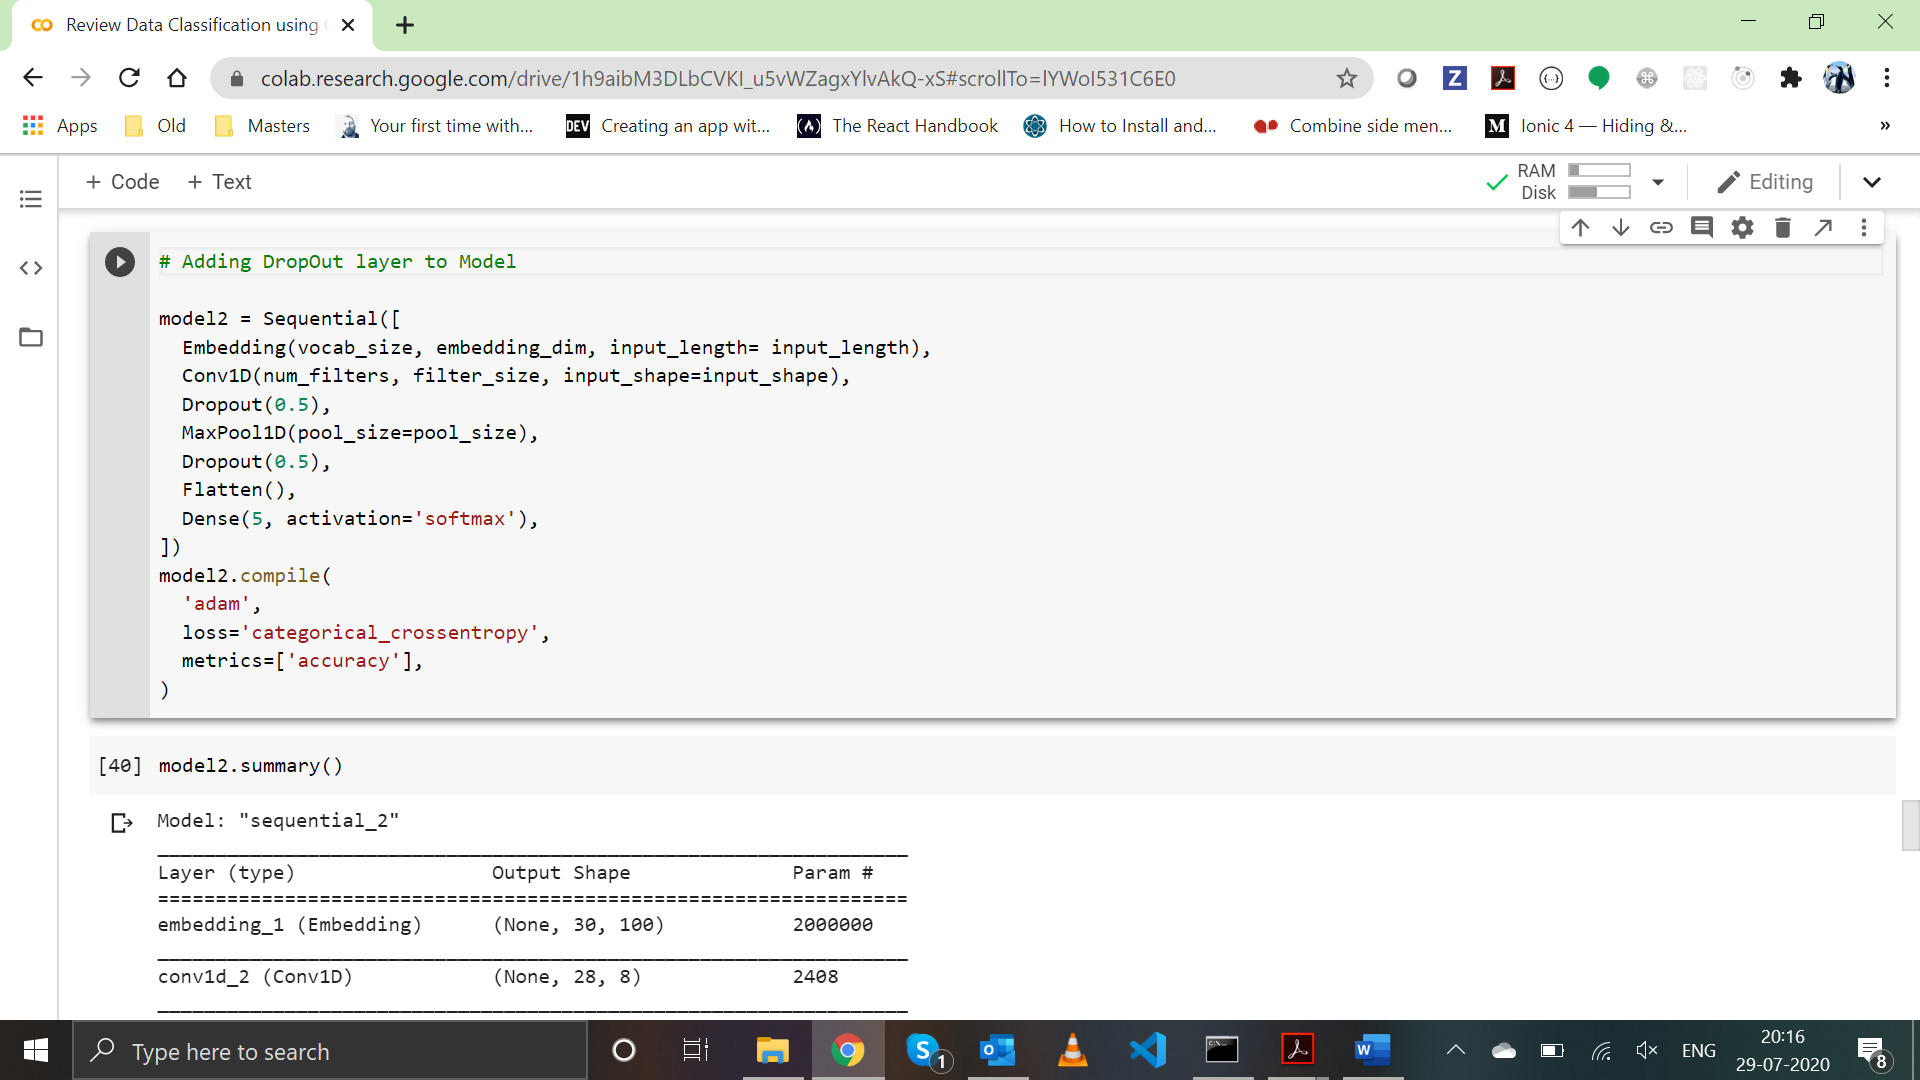 Review Data Classification using
colab.research.google.com/drive/1h9aibM3DLbCVKI_u5vWZagxYlvAkQ-xS#scrollTo=lYWoI531C6E0
Apps Old Masters Your first time with... DEV Creating an app wit... The React Handbook How to Install and... Combine side men... M Ionic 4 — Hiding &... »
+ Code + Text RAM Disk Editing
# Adding DropOut layer to Model
model2 = Sequential([
  Embedding(vocab_size, embedding_dim, input_length= input_length),
  Conv1D(num_filters, filter_size, input_shape=input_shape),
  Dropout(0.5),
  MaxPool1D(pool_size=pool_size),
  Dropout(0.5),
  Flatten(),
  Dense(5, activation='softmax'),
])
model2.compile(
  'adam',
  loss='categorical_crossentropy',
  metrics=['accuracy'],
)
[40] model2.summary()
Model: "sequential_2"
Layer (type) Output Shape Param #
=================================================================
embedding_1 (Embedding) (None, 30, 100) 2000000
conv1d_2 (Conv1D) (None, 28, 8) 2408
Type here to search
S 1
ENG
20:16
29-07-2020
8